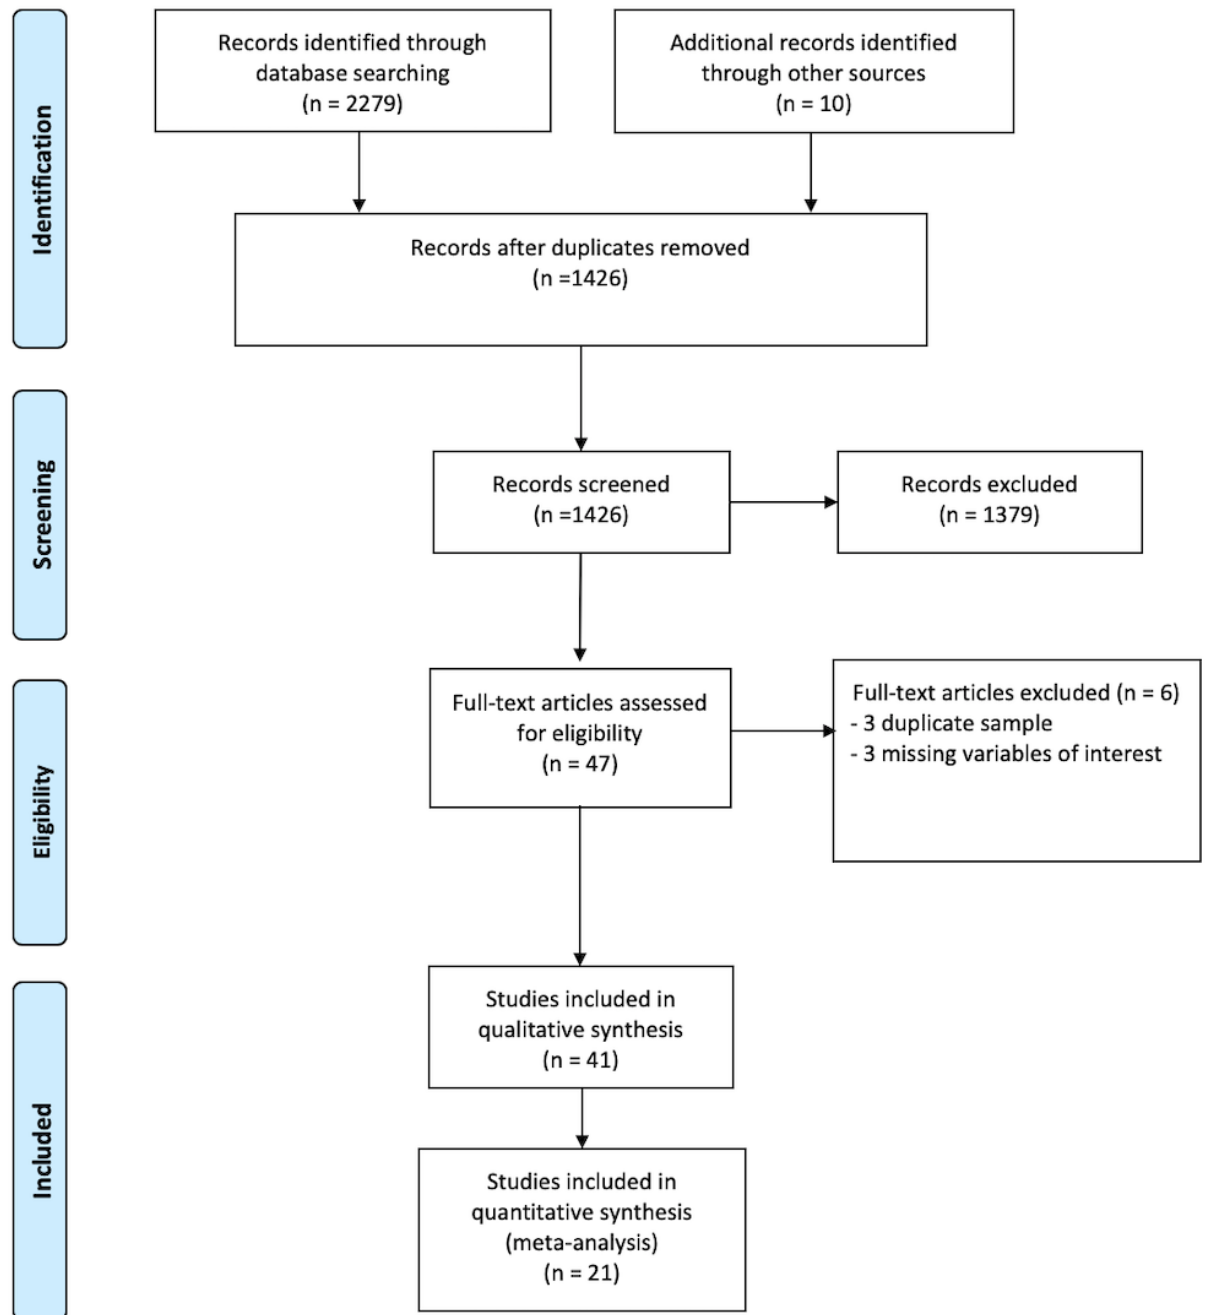 Identification
Records identified through
database searching
(n = 2279)
Additional records identified
through other sources
(n = 10)
Records after duplicates removed
(n =1426)
Screening
Records screened
(n =1426)
Records excluded
(n = 1379)
Eligibility
Full-text articles assessed
for eligibility
(n = 47)
Full-text articles excluded (n = 6)
- 3 duplicate sample
- 3 missing variables of interest
Included
Studies included in
qualitative synthesis
(n = 41)
Studies included in
quantitative synthesis
(meta-analysis)
(n = 21)